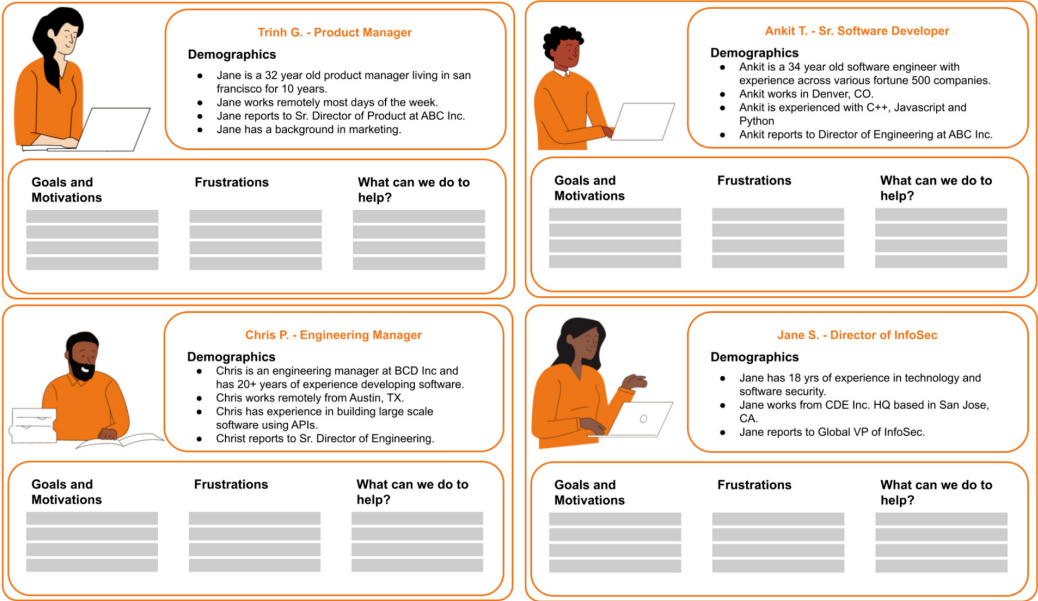 Trinh G. - Product Manager
Demographics
● Jane is a 32 year old product manager living in san
francisco for 10 years.
● Jane works remotely most days of the week.
● Jane reports to Sr. Director of Product at ABC Inc.
● Jane has a background in marketing.
Goals and
Motivations
Frustrations
What can we do to
help?
Ankit T. - Sr. Software Developer
Demographics
● Ankit is a 34 year old software engineer with
experience across various fortune 500 companies.
● Ankit works in Denver, CO.
● Ankit is experienced with C++, Javascript and
Python
● Ankit reports to Director of Engineering at ABC Inc.
Goals and
Motivations
Frustrations
What can we do to
help?
Chris P. - Engineering Manager
Demographics
● Chris is an engineering manager at BCD Inc and
has 20+ years of experience developing software.
● Chris works remotely from Austin, TX.
● Chris has experience in building large scale
software using APIs.
● Christ reports to Sr. Director of Engineering.
Goals and
Motivations
Frustrations
What can we do to
help?
Jane S. - Director of InfoSec
Demographics
● Jane has 18 yrs of experience in technology and
software security.
● Jane works from CDE Inc. HQ based in San Jose,
CA.
● Jane reports to Global VP of InfoSec.
Goals and
Motivations
Frustrations
What can we do to
help?